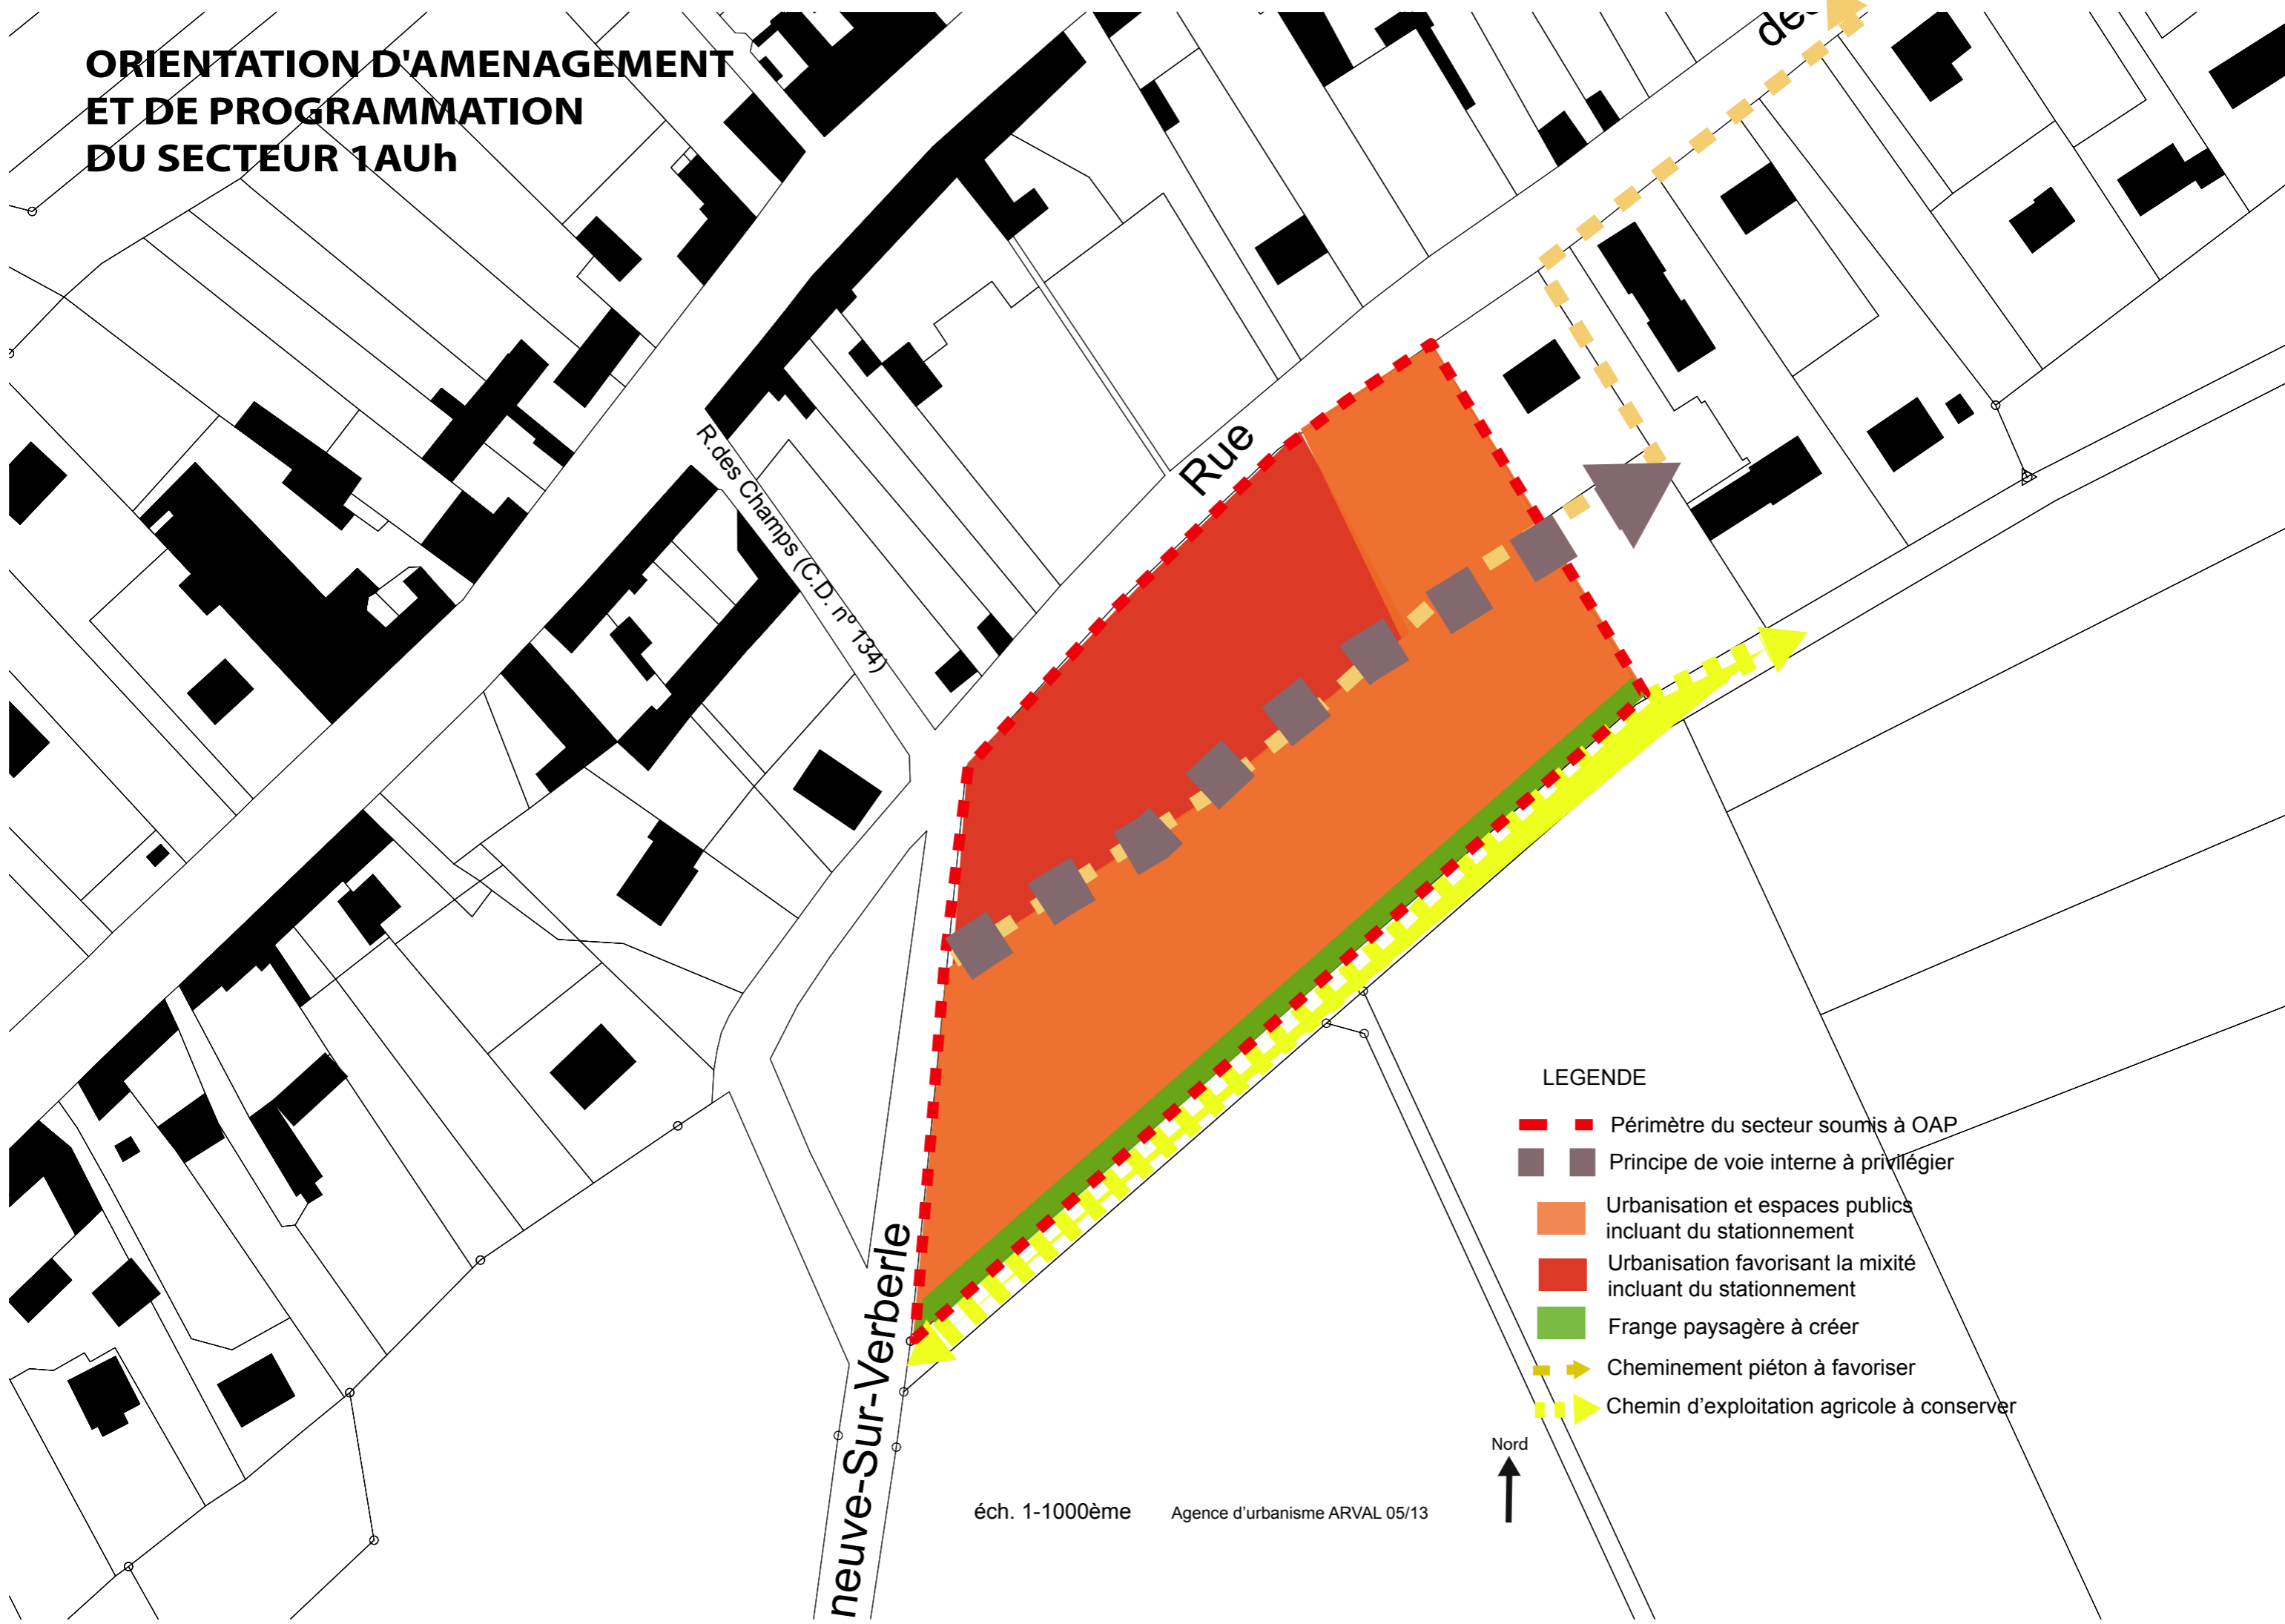 ORIENTATION D'AMENAGEMENT
ET DE PROGRAMMATION
DU SECTEUR 1AUh
des
R.des Champs (C.D. nº 134)
Rue
neuve-Sur-Verberle
LEGENDE
Périmètre du secteur soumis à OAP
Principe de voie interne à privilégier
Urbanisation et espaces publics
incluant du stationnement
Urbanisation favorisant la mixité
incluant du stationnement
Frange paysagère à créer
Cheminement piéton à favoriser
Chemin d’exploitation agricole à conserver
Nord
éch. 1-1000ème
Agence d’urbanisme ARVAL 05/13